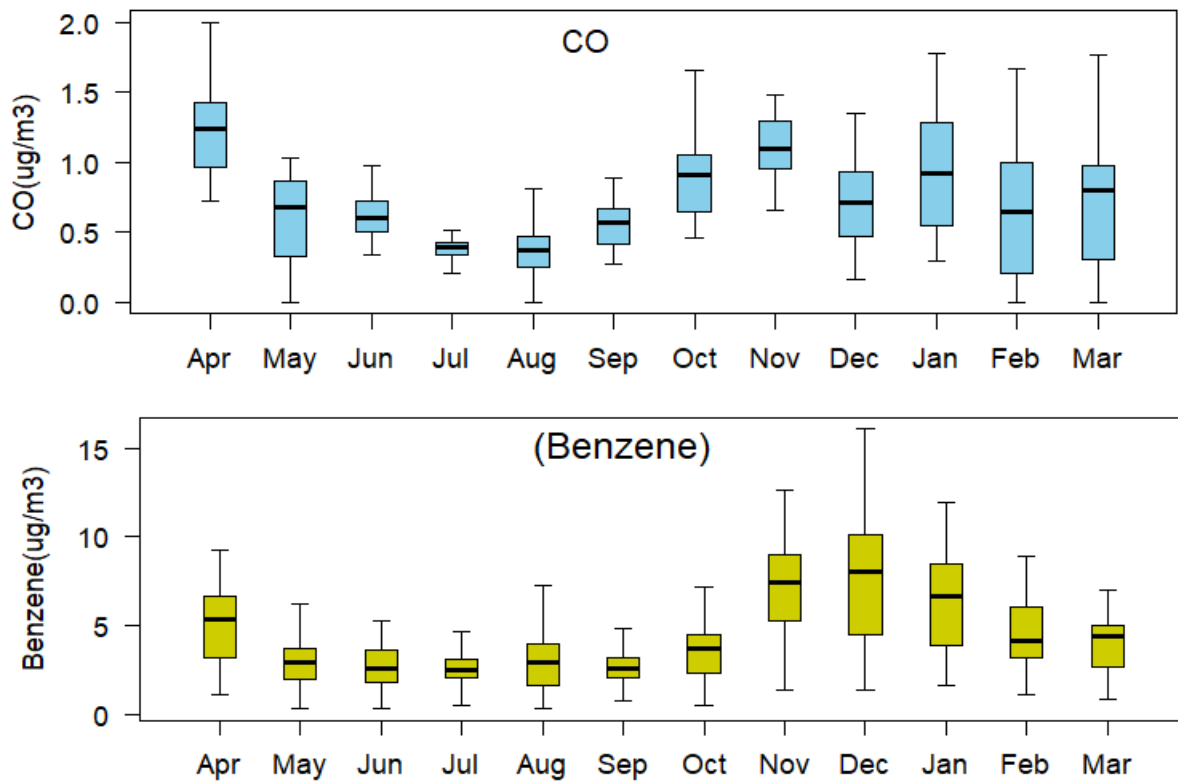 CO
CO(ug/m3)
2.0
1.5
1.0
0.5
0.0
Apr May Jun Jul Aug Sep Oct Nov Dec Jan Feb Mar
(Benzene)
Benzene(ug/m3)
15
10
5
0
Apr May Jun Jul Aug Sep Oct Nov Dec Jan Feb Mar